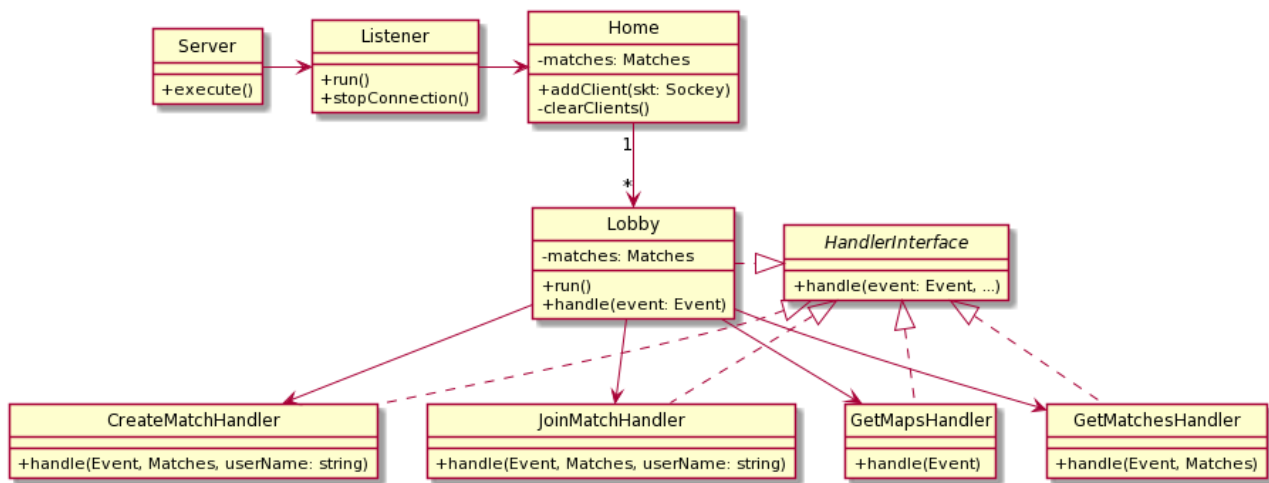 Server
+execute()
Listener
+run()
+stopConnection()
Home
-matches: Matches
+addClient(skt: Sockey)
-clearClients()
1
*
Lobby
-matches: Matches
+run()
+handle(event: Event)
HandlerInterface
+handle(event: Event, ...)
CreateMatchHandler
+handle(Event, Matches, userName: string)
JoinMatchHandler
+handle(Event, Matches, userName: string)
GetMapsHandler
+handle(Event)
GetMatchesHandler
+handle(Event, Matches)